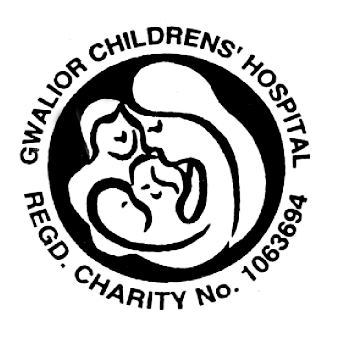 GWALIOR CHILDRENS' HOSPITAL
REGD. CHARITY No. 1063694